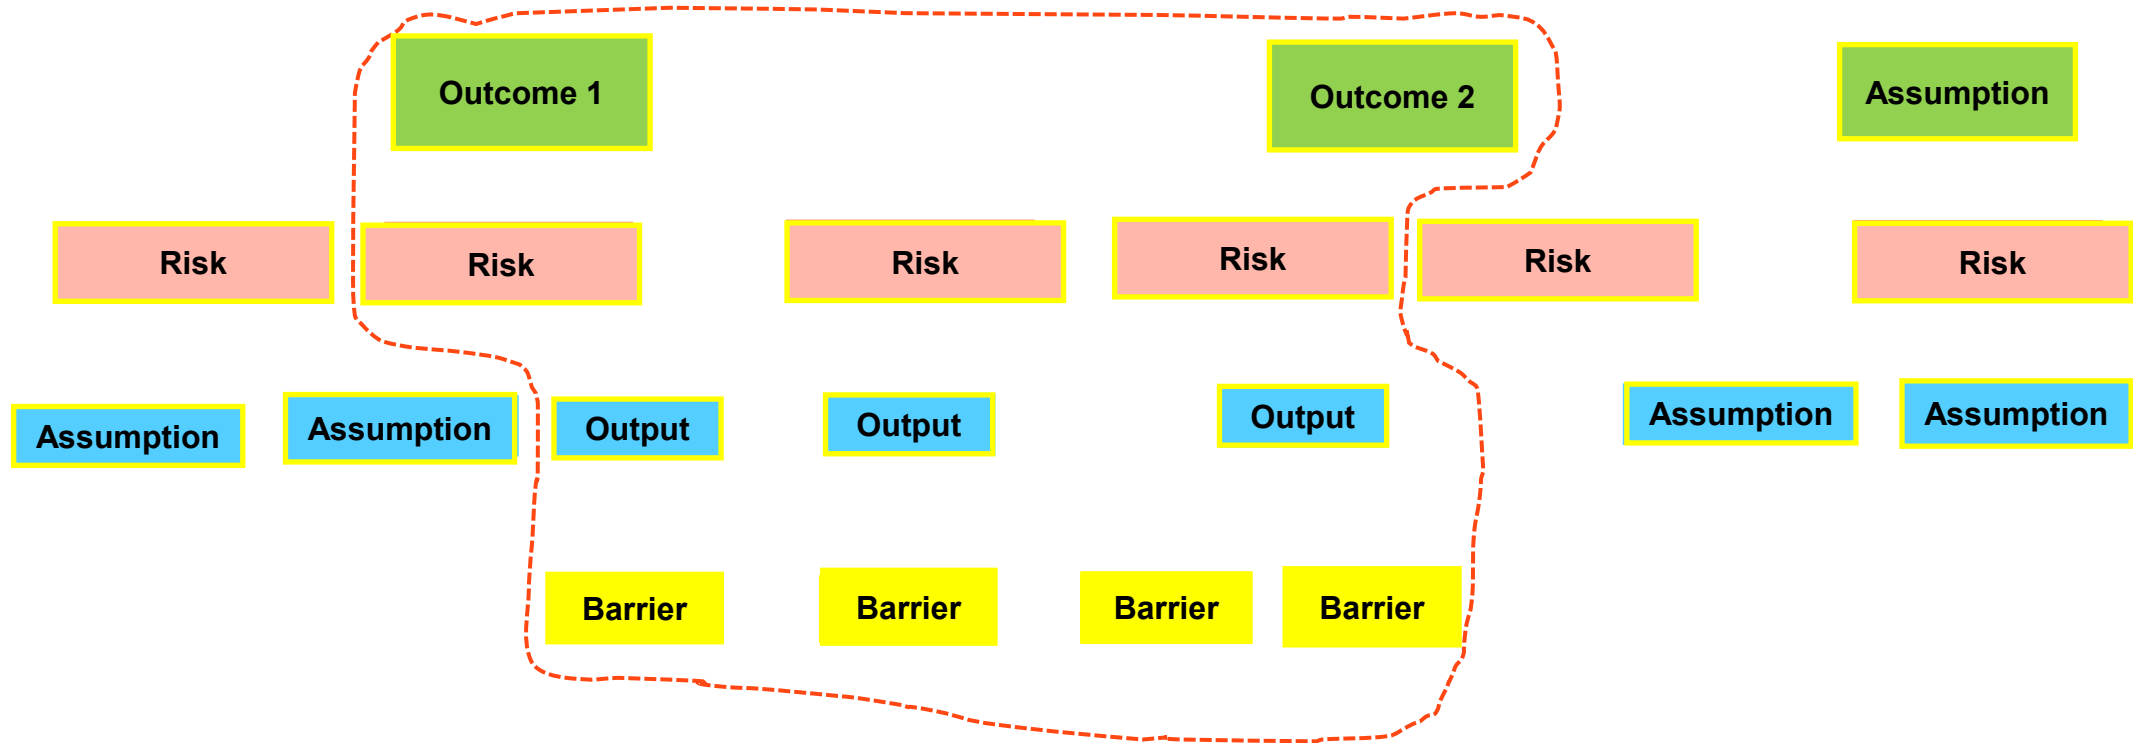 Outcome 1
Outcome 2
Assumption
Risk
Risk
Risk
Risk
Risk
Risk
Assumption
Assumption
Output
Output
Output
Assumption
Assumption
Barrier
Barrier
Barrier
Barrier